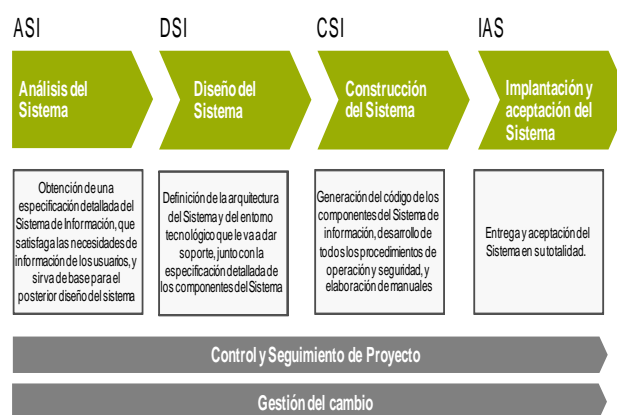 ASI
DSI
CSI
IAS
Análisis del
Sistema
Diseño del
Sistema
Construcción
del Sistema
Implantación y
aceptación del
Sistema
Obtención de una
especificación detallada del
Sistema de Información, que
satisfaga las necesidades de
información de los usuarios, y
sirva de base para el
posterior diseño del sistema
Definición de la arquitectura
del Sistema y del entorno
tecnológico que le va a dar
soporte, junto con la
especificación detallada de
los componentes del Sistema
Generación del código de los
componentes del Sistema de
información, desarrollo de
todos los procedimientos de
operación y seguridad, y
elaboración de manuales
Entrega y aceptación del
Sistema en su totalidad.
Control y Seguimiento de Proyecto
Gestión del cambio